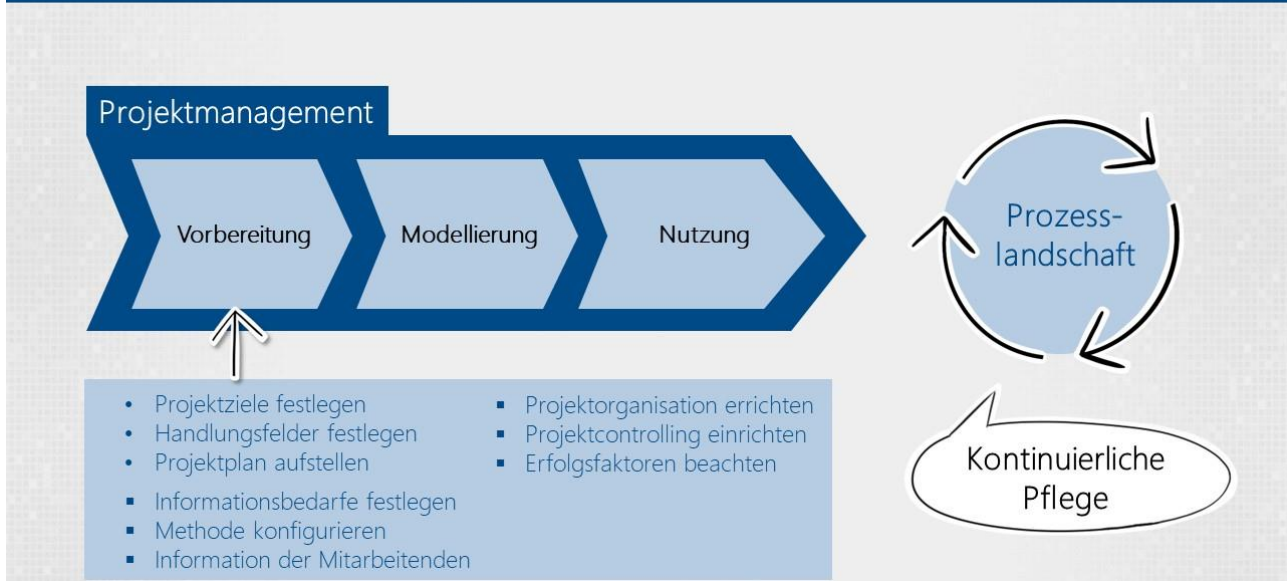 Projektmanagement
Vorbereitung
Modellierung
Nutzung
Prozess-
landschaft
• Projektziele festlegen
• Handlungsfelder festlegen
• Projektplan aufstellen
▪ Informationsbedarfe festlegen
▪ Methode konfigurieren
▪ Information der Mitarbeitenden
▪ Projektorganisation errichten
▪ Projektcontrolling einrichten
▪ Erfolgsfaktoren beachten
Kontinuierliche
Pflege